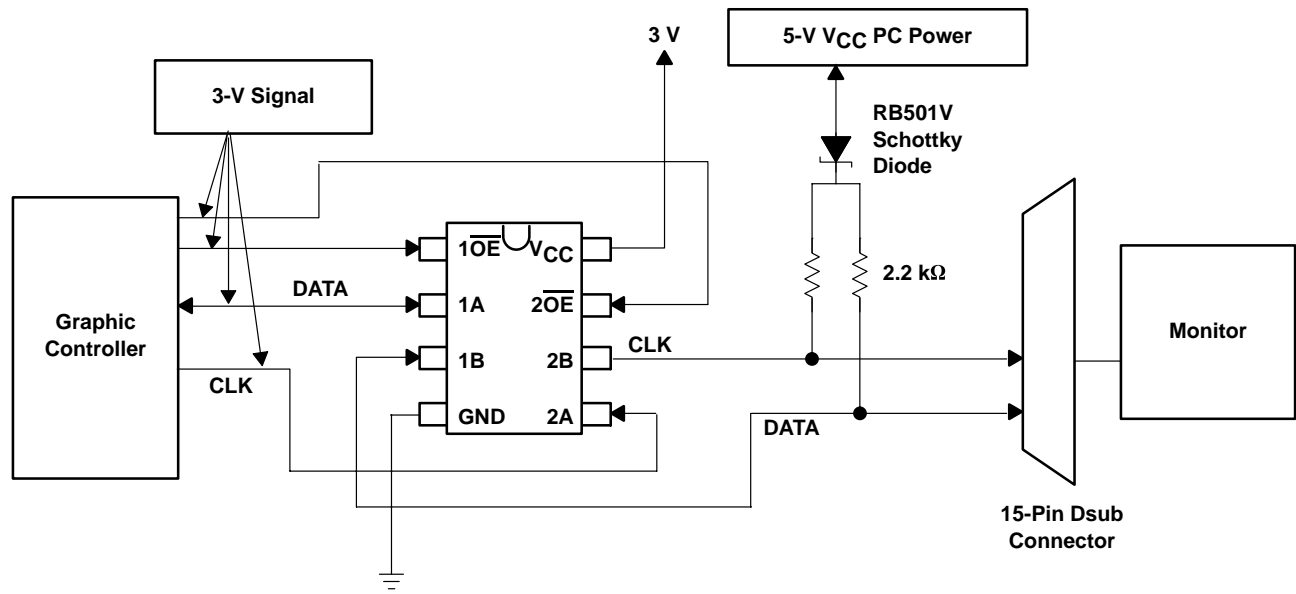 3 V
5-V VCC PC Power
3-V Signal
RB501V
Schottky
Diode
1OE
VCC
DATA
1A
2OE
2.2 kΩ
Graphic
Controller
Monitor
1B
2B
CLK
CLK
GND
2A
DATA
15-Pin Dsub
Connector